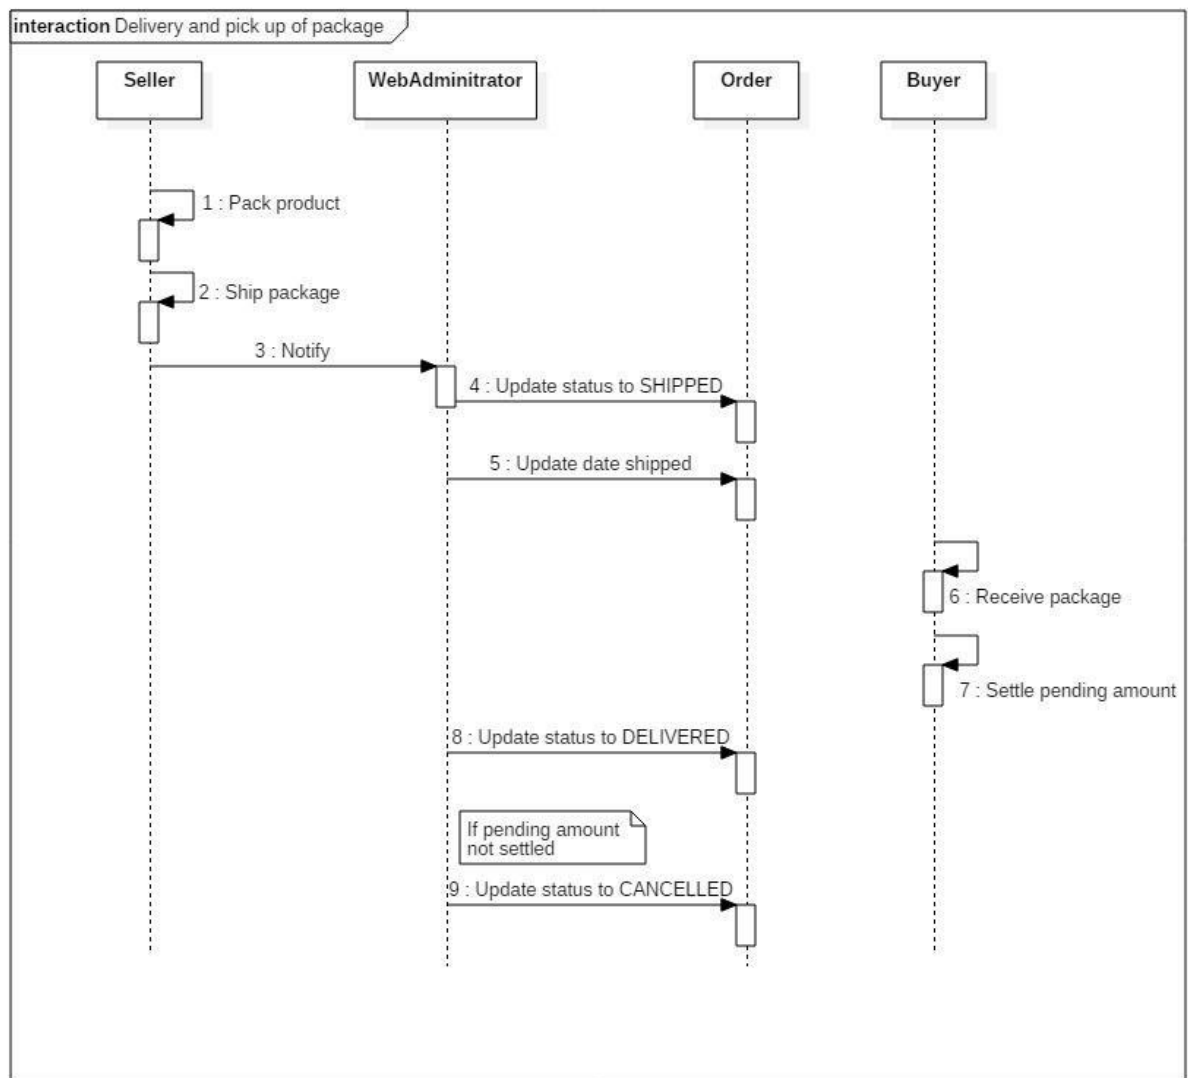 interaction Delivery and pick up of package
Seller
WebAdminitrator
Order
Buyer
1 : Pack product
2 : Ship package
3 : Notify
4 : Update status to SHIPPED
5 : Update date shipped
6 : Receive package
7 : Settle pending amount
8 : Update status to DELIVERED
If pending amount
not settled
9 : Update status to CANCELLED